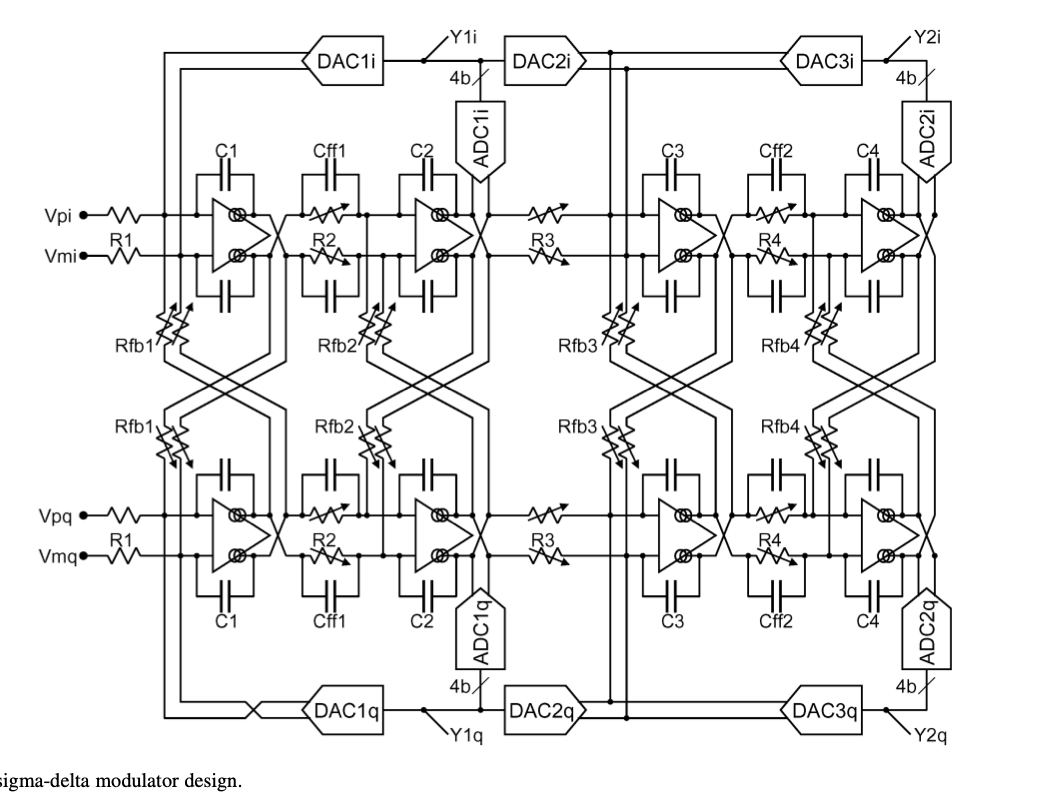 Y1i
Y2i
DAC1i
DAC2i
DAC3i
4b
4b
ADC1i
ADC2i
C1
Cff1
C2
C3
Cff2
C4
Vpi
Vmi
R1
R2
R3
R4
Rfb1
Rfb2
Rfb3
Rfb4
Rfb1
Rfb2
Rfb3
Rfb4
Vpq
Vmq
R1
R2
R3
R4
C1
Cff1
C2
C3
Cff2
C4
ADC1q
ADC2q
4b
4b
DAC1q
DAC2q
DAC3q
Y1q
Y2q
sigma-delta modulator design.